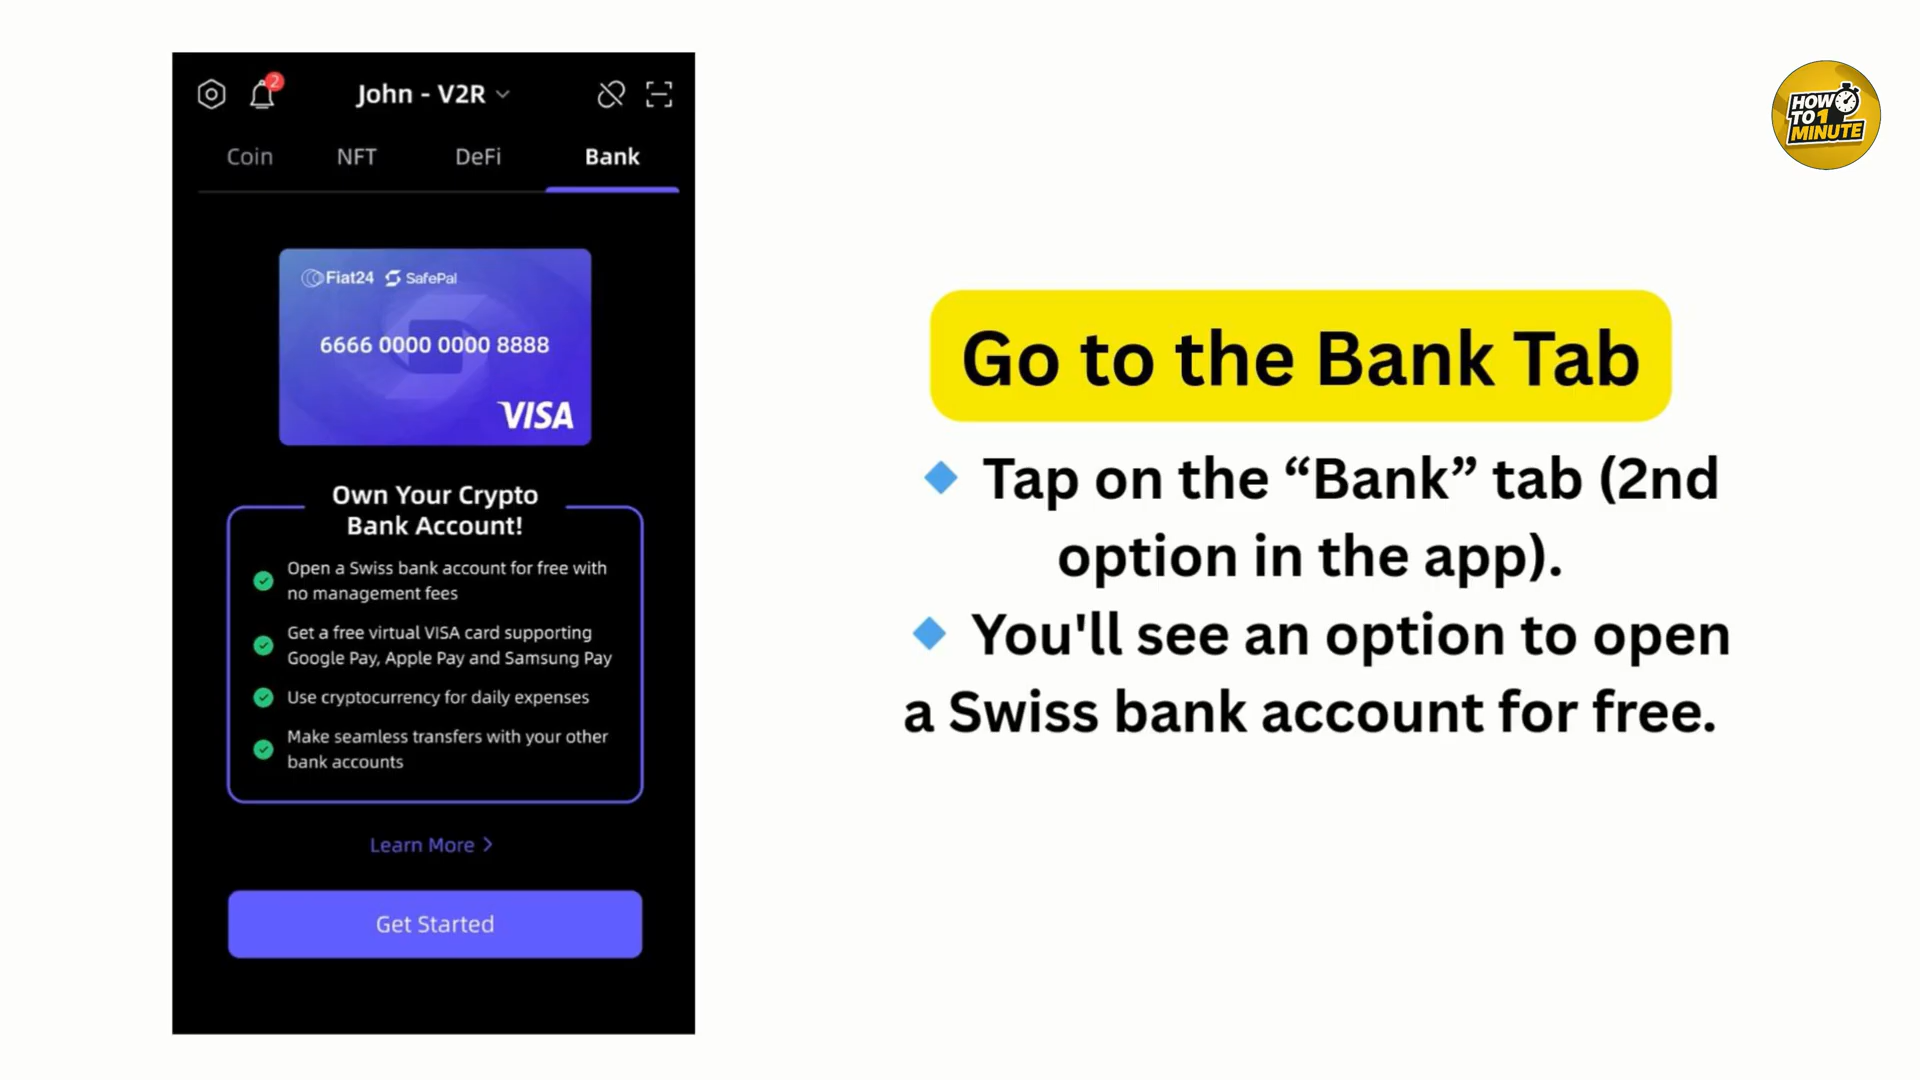 2
John - V2R
Coin NFT DeFi Bank
Fiat24 SafePal
6666 0000 0000 8888
VISA
Own Your Crypto
Bank Account!
Open a Swiss bank account for free with
no management fees
Get a free virtual VISA card supporting
Google Pay, Apple Pay and Samsung Pay
Use cryptocurrency for daily expenses
Make seamless transfers with your other
bank accounts
Learn More >
Get Started
HOW
TO 1
MINUTE
Go to the Bank Tab
🔹 Tap on the “Bank” tab (2nd
option in the app).
🔹 You'll see an option to open
a Swiss bank account for free.